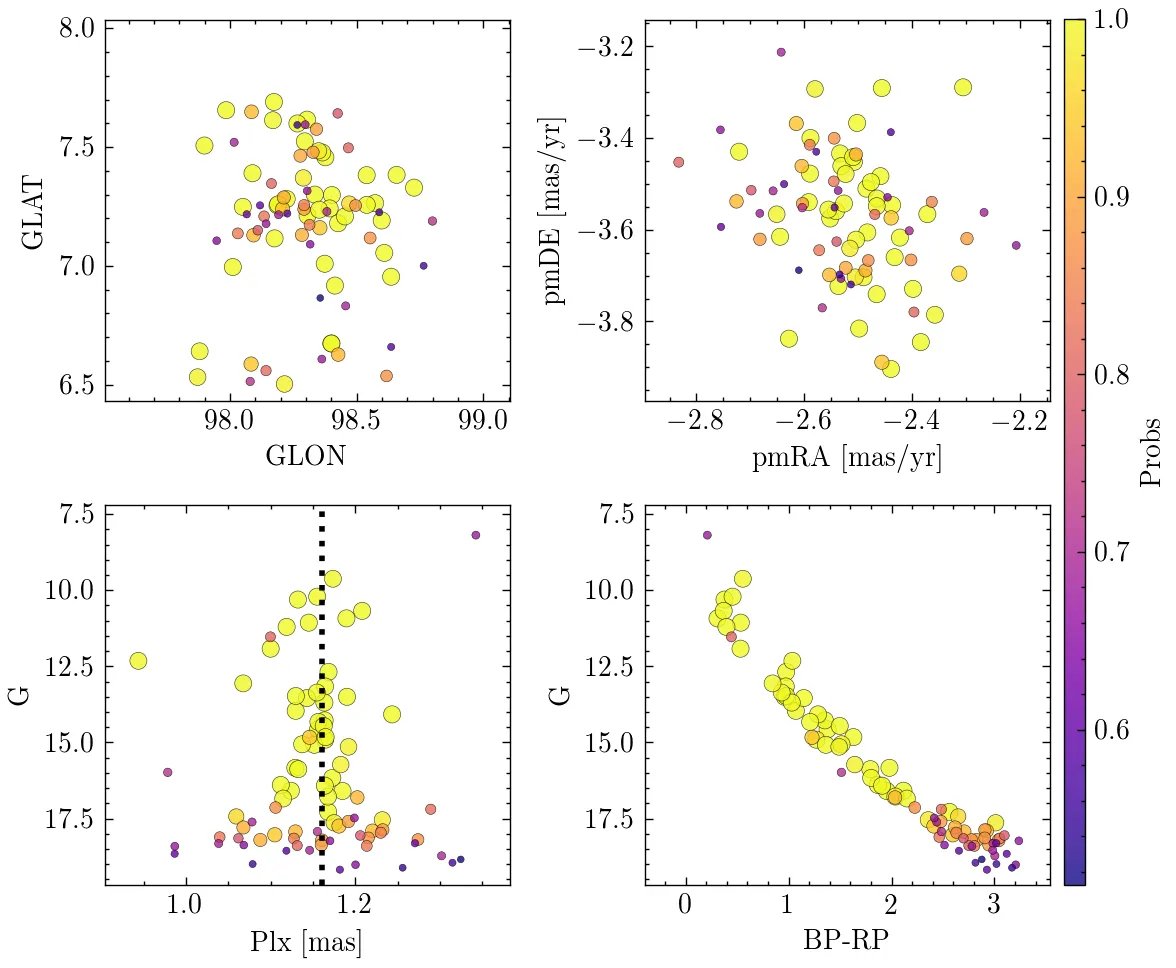 8.0
7.5
7.0
6.5
GLAT
98.0 98.5 99.0
GLON
−3.2
−3.4
−3.6
−3.8
pmDE [mas/yr]
−2.8 −2.6 −2.4 −2.2
pmRA [mas/yr]
1.0
0.9
0.8
0.7
0.6
Probs
7.5
10.0
12.5
15.0
17.5
G
1.0 1.2
Plx [mas]
7.5
10.0
12.5
15.0
17.5
G
0 1 2 3
BP-RP